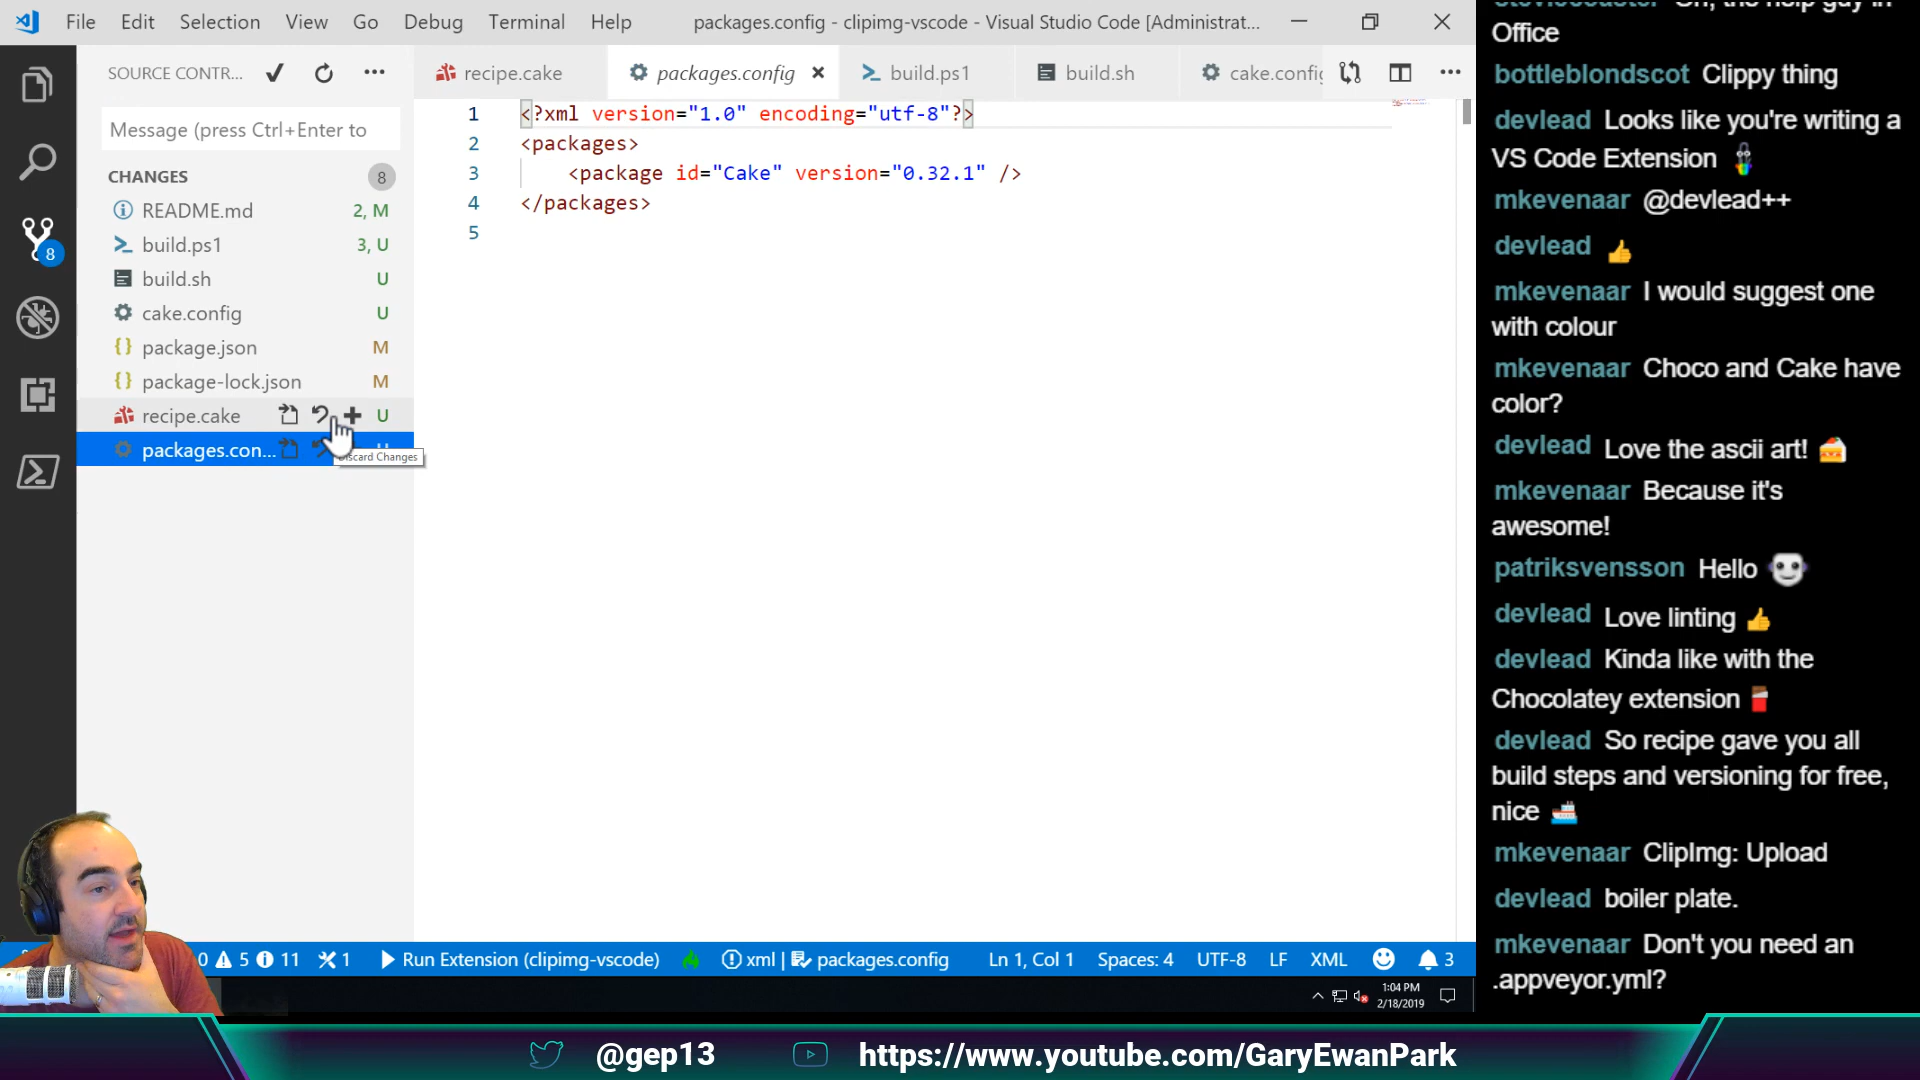 File Edit Selection View Go Debug Terminal Help packages.config - clipimg-vscode - Visual Studio Code [Administrat...
SOURCE CONTR...
recipe.cake packages.config build.ps1 build.sh cake.config
Message (press Ctrl+Enter to
CHANGES 8
README.md 2, M
build.ps1 3, U
build.sh U
cake.config U
package.json M
package-lock.json M
recipe.cake U
packages.con...
Discard Changes
8
1 <?xml version="1.0" encoding="utf-8"?>
2 <packages>
3 <package id="Cake" version="0.32.1" />
4 </packages>
5
0 5 11 1 Run Extension (clipimg-vscode) xml | packages.config Ln 1, Col 1 Spaces: 4 UTF-8 LF XML 3
1:04 PM
2/18/2019
Office
bottleblondscot Clippy thing
devlead Looks like you're writing a
VS Code Extension
mkevenaar @devlead++
devlead
mkevenaar I would suggest one
with colour
mkevenaar Choco and Cake have
color?
devlead Love the ascii art!
mkevenaar Because it's
awesome!
patriksvensson Hello
devlead Love linting
devlead Kinda like with the
Chocolatey extension
devlead So recipe gave you all
build steps and versioning for free,
nice
mkevenaar ClipImg: Upload
devlead boiler plate.
mkevenaar Don't you need an
.appveyor.yml?
@gep13 https://www.youtube.com/GaryEwanPark